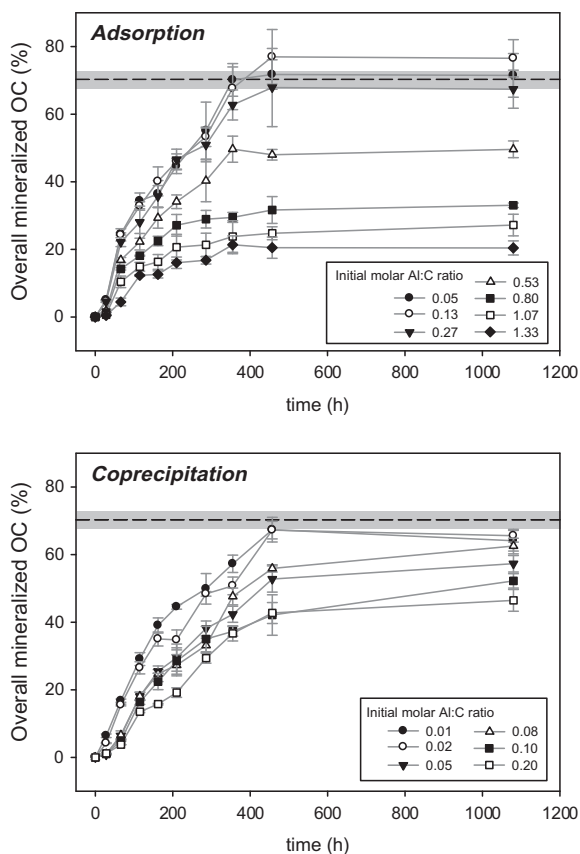 Adsorption
Overall mineralized OC (%)
80
60
40
20
0
Initial molar Al:C ratio
0.05
0.13
0.27
0.53
0.80
1.07
1.33
0 200 400 600 800 1000 1200
time (h)
Coprecipitation
Overall mineralized OC (%)
80
60
40
20
0
Initial molar Al:C ratio
0.01
0.02
0.05
0.08
0.10
0.20
0 200 400 600 800 1000 1200
time (h)